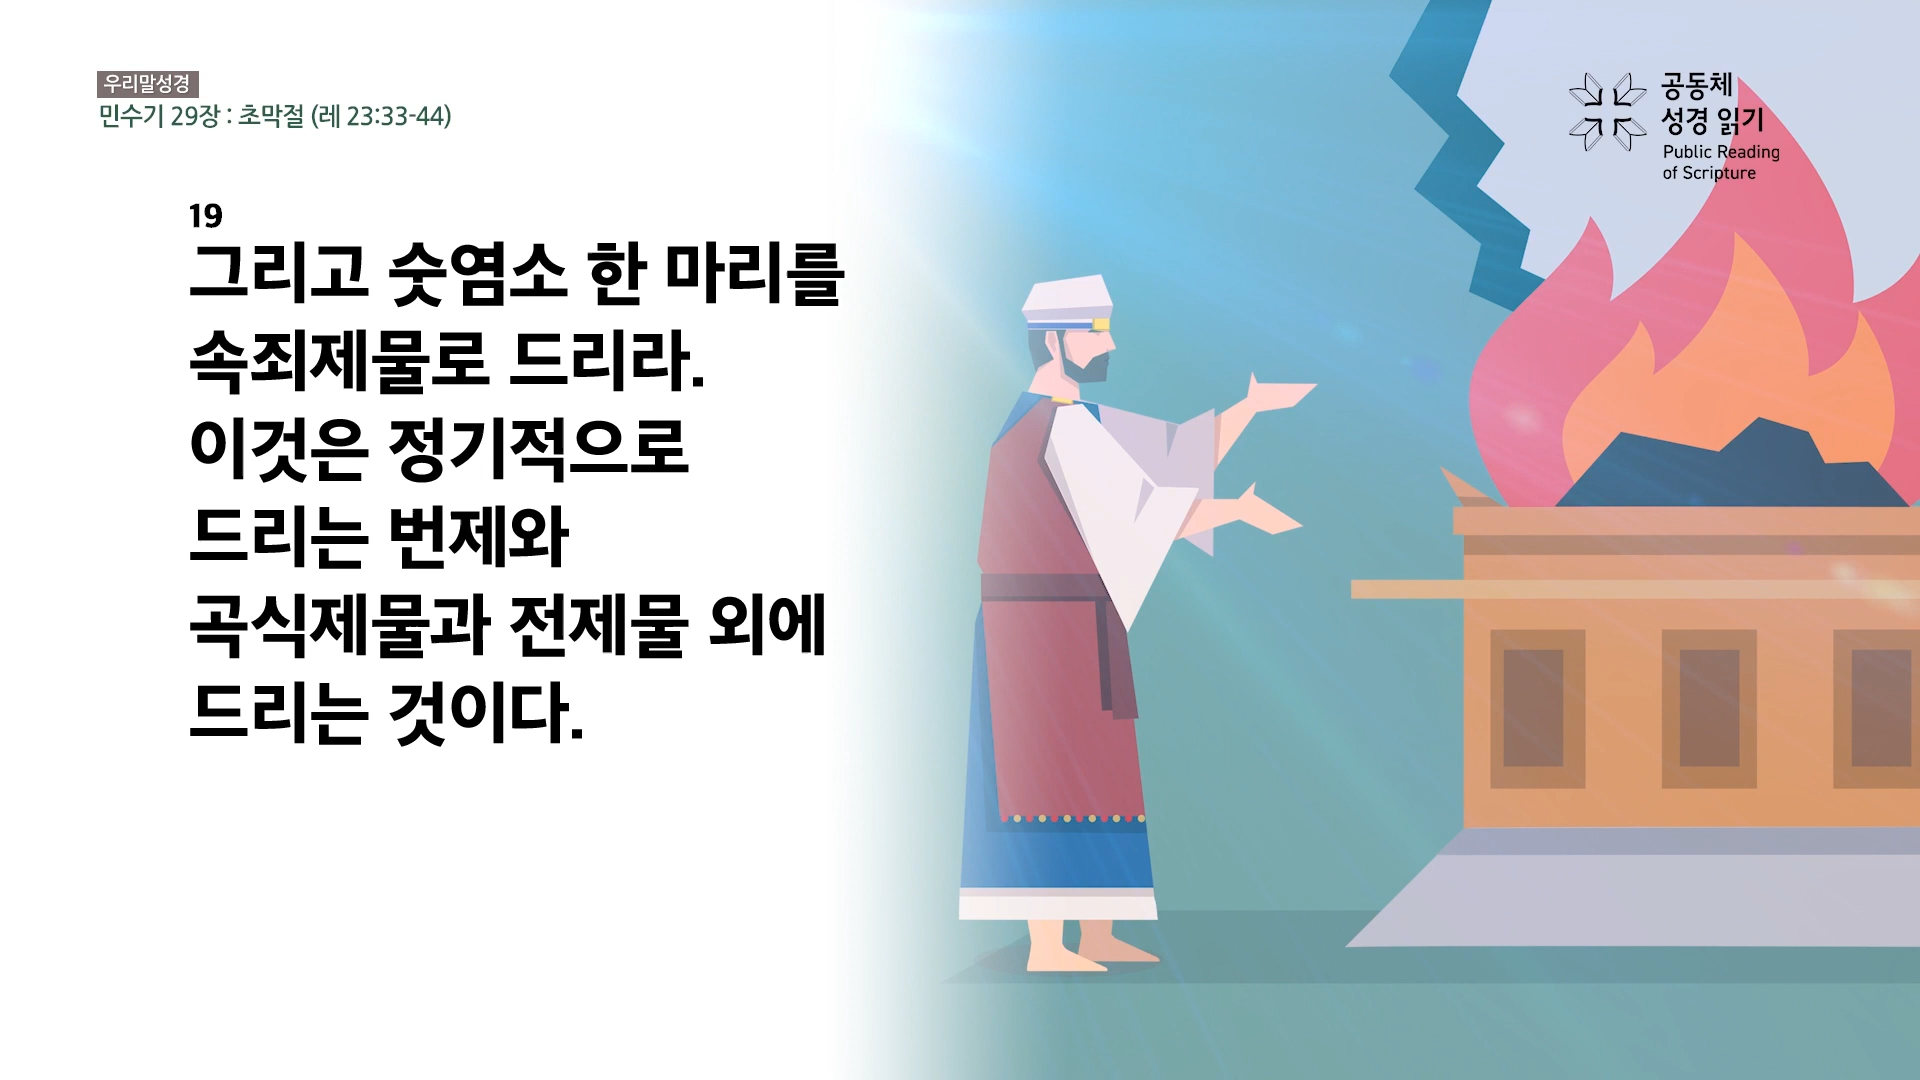 우리말성경
민수기 29장 : 초막절 (레 23:33-44)
공동체
성경 읽기
Public Reading
of Scripture
19
그리고 숫염소 한 마리를
속죄제물로 드리라.
이것은 정기적으로
드리는 번제와
곡식제물과 전제물 외에
드리는 것이다.